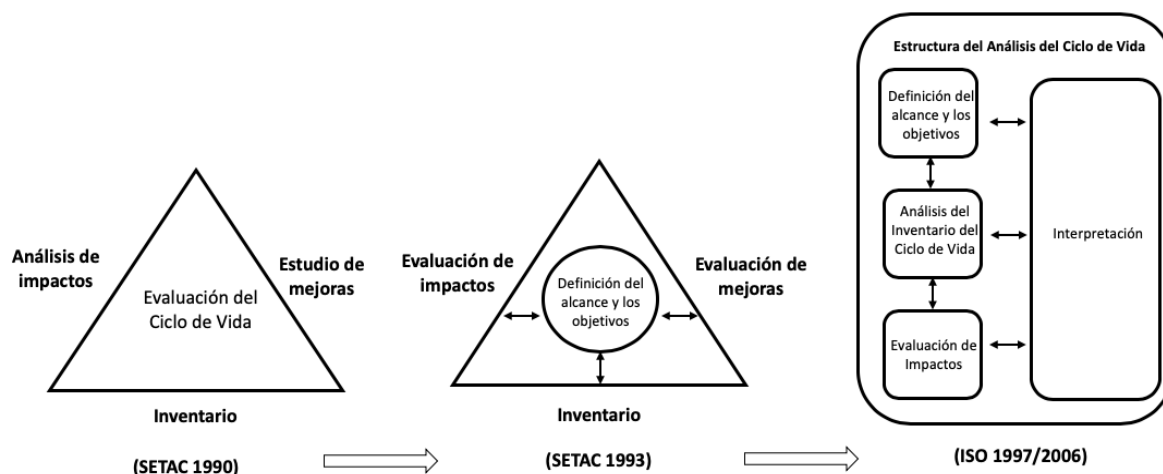 Análisis de
impactos
Estudio de
mejoras
Evaluación del
Ciclo de Vida
Inventario
(SETAC 1990)
Evaluación de
impactos
Evaluación de
mejoras
Definición del
alcance y los
objetivos
Inventario
(SETAC 1993)
Estructura del Análisis del Ciclo de Vida
Definición del
alcance y los
objetivos
Análisis del
Inventario del
Ciclo de Vida
Evaluación de
Impactos
Interpretación
(ISO 1997/2006)